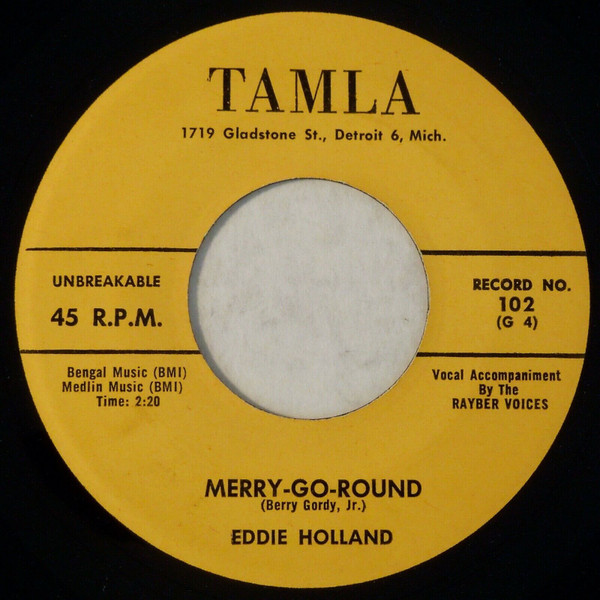 TAMLA
1719 Gladstone St., Detroit 6, Mich.
UNBREAKABLE
45 R.P.M.
RECORD NO.
102
(G 4)
Bengal Music (BMI)
Medlin Music (BMI)
Time: 2:20
Vocal Accompaniment
By The
RAYBER VOICES
MERRY-GO-ROUND
(Berry Gordy, Jr.)
EDDIE HOLLAND